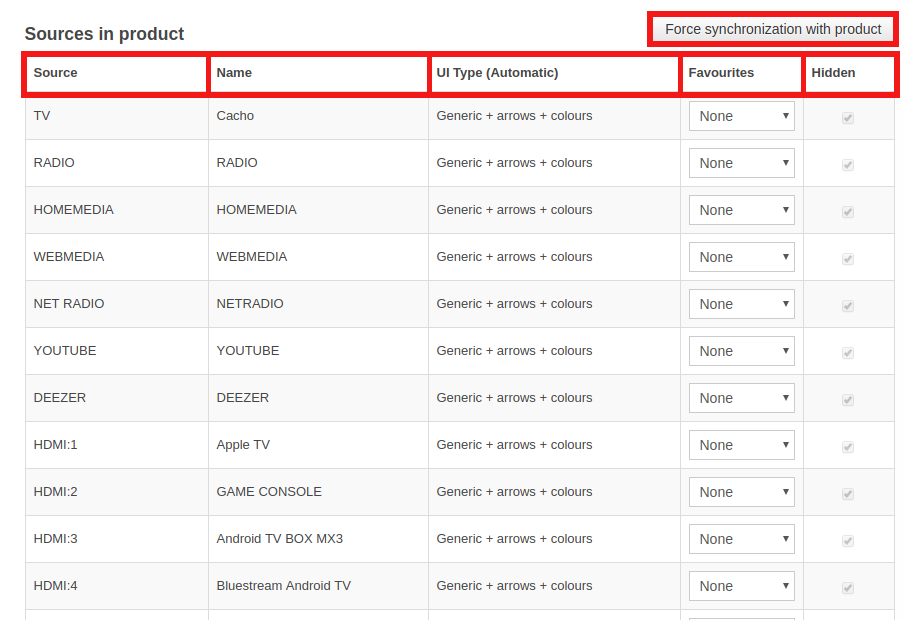 Sources in product
Force synchronization with product
Source Name UI Type (Automatic) Favourites Hidden
TV Cacho Generic + arrows + colours None
RADIO RADIO Generic + arrows + colours None
HOMEMEDIA HOMEMEDIA Generic + arrows + colours None
WEBMEDIA WEBMEDIA Generic + arrows + colours None
NET RADIO NETRADIO Generic + arrows + colours None
YOUTUBE YOUTUBE Generic + arrows + colours None
DEEZER DEEZER Generic + arrows + colours None
HDMI:1 Apple TV Generic + arrows + colours None
HDMI:2 GAME CONSOLE Generic + arrows + colours None
HDMI:3 Android TV BOX MX3 Generic + arrows + colours None
HDMI:4 Bluestream Android TV Generic + arrows + colours None